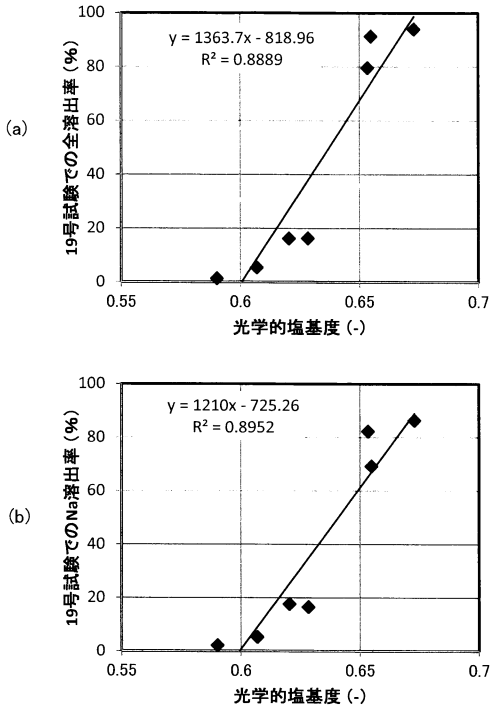 (a)
19号試験での全溶出率(%)
y = 1363.7x - 818.96
R² = 0.8889
100
80
60
40
20
0
0.55 0.6 0.65 0.7
光学的塩基度(-)
(b)
19号試験でのNa溶出率(%)
y = 1210x - 725.26
R² = 0.8952
100
80
60
40
20
0
0.55 0.6 0.65 0.7
光学的塩基度(-)